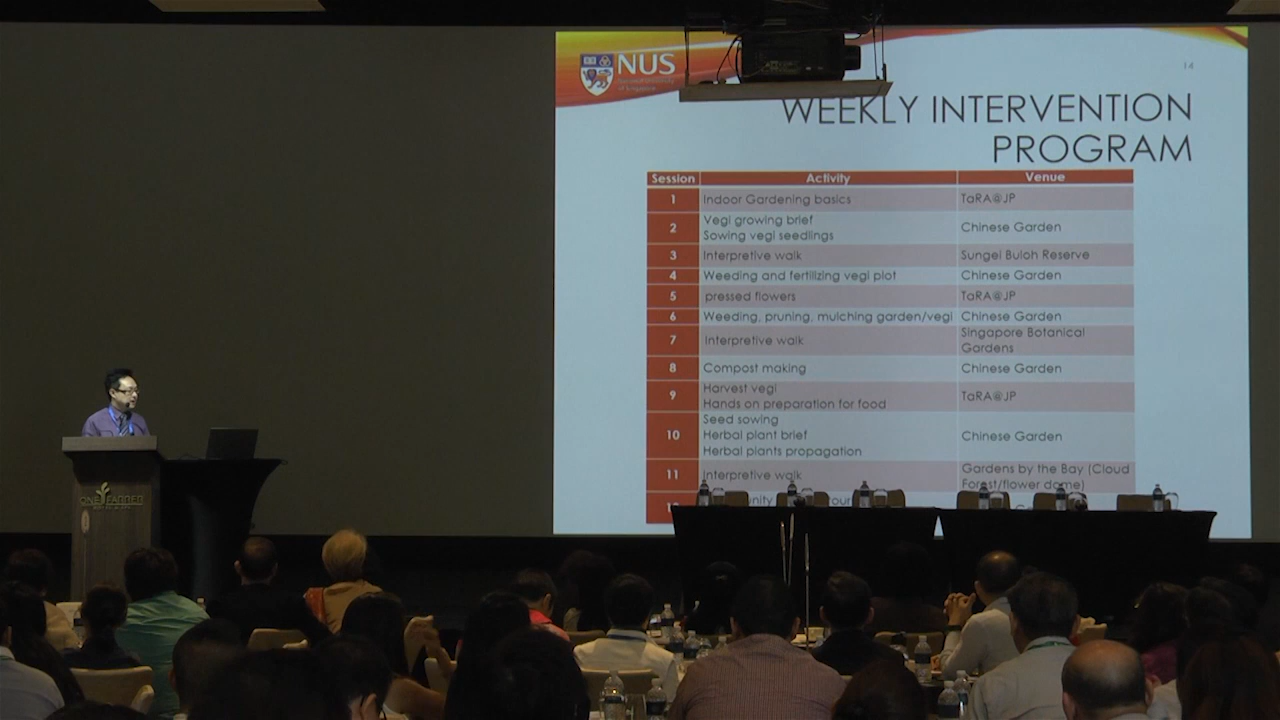 NUS
National University
of Singapore
14
WEEKLY INTERVENTION
PROGRAM
Session Activity Venue
1 Indoor Gardening basics TaRA@JP
2 Vegi growing brief
Sowing vegi seedlings Chinese Garden
3 Interpretive walk Sungei Buloh Reserve
4 Weeding and fertilizing vegi plot Chinese Garden
5 pressed flowers TaRA@JP
6 Weeding, pruning, mulching garden/vegi Chinese Garden
7 Interpretive walk Singapore Botanical
Gardens
8 Compost making Chinese Garden
9 Harvest vegi
Hands on preparation for food TaRA@JP
10 Seed sowing
Herbal plant brief
Herbal plants propagation Chinese Garden
11 Interpretive walk Gardens by the Bay (Cloud
Forest/flower dome)
ONE FARRER